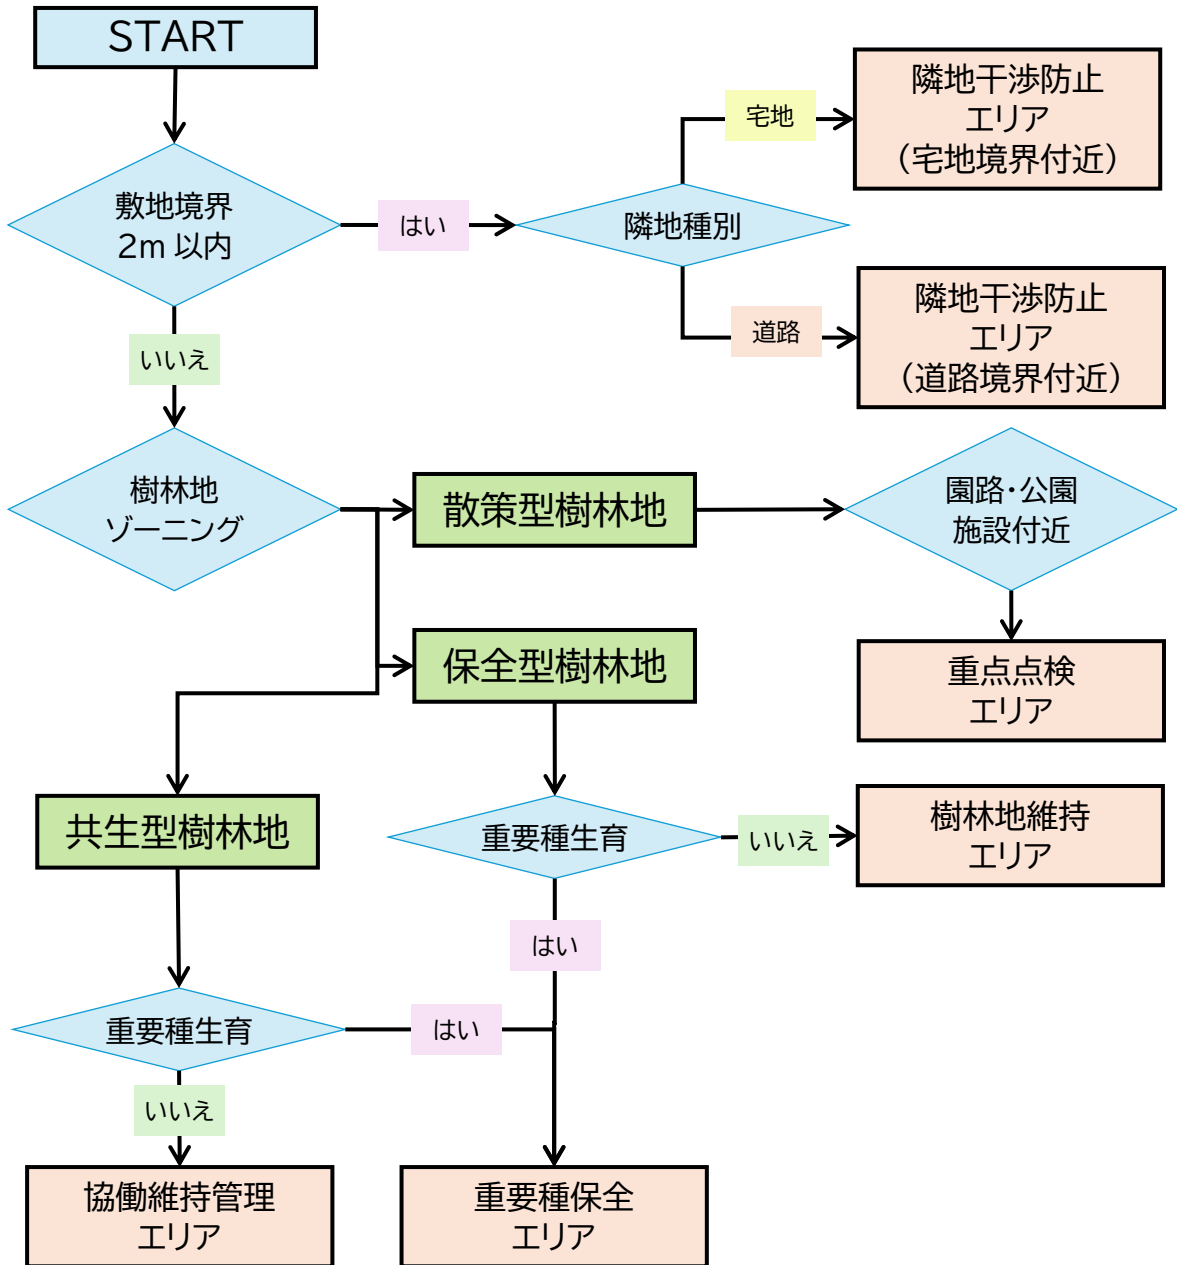 START
敷地境界
2m 以内
はい
隣地種別
宅地
隣地干渉防止
エリア
（宅地境界付近）
道路
隣地干渉防止
エリア
（道路境界付近）
いいえ
樹林地
ゾーニング
散策型樹林地
園路・公園
施設付近
重点点検
エリア
保全型樹林地
重要種生育
いいえ
樹林地維持
エリア
はい
共生型樹林地
重要種生育
はい
いいえ
協働維持管理
エリア
重要種保全
エリア